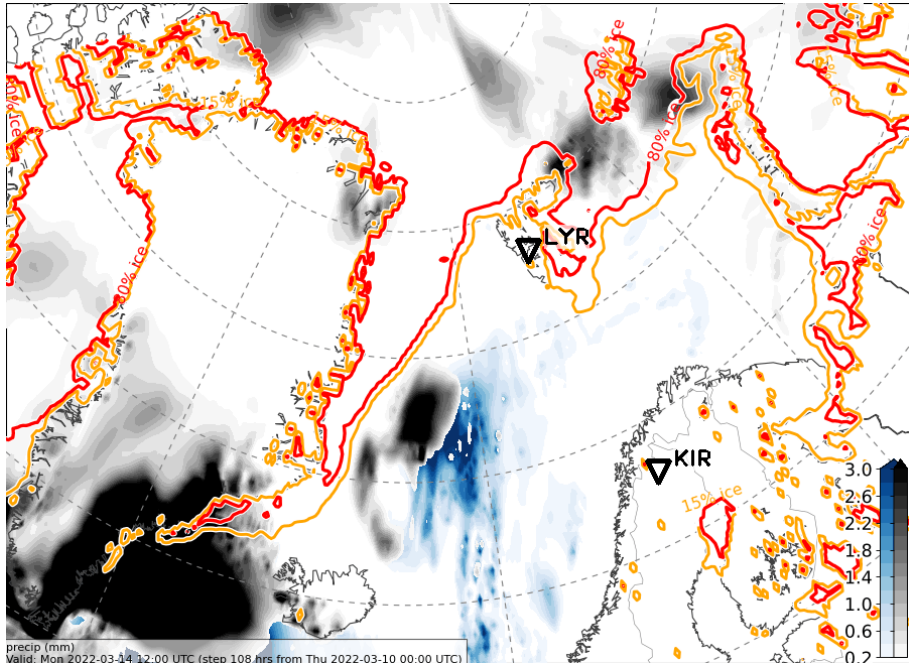 80% ice
80% ice
80% ice
15% ice
15% ice
80% ice
80% ice
LYR
80% ice
KIR
15% ice
3.0
2.6
2.2
1.8
1.4
1.0
0.6
0.2
precip (mm)
Valid: Mon 2022-03-14 12:00 UTC (step 108 hrs from Thu 2022-03-10 00:00 UTC)